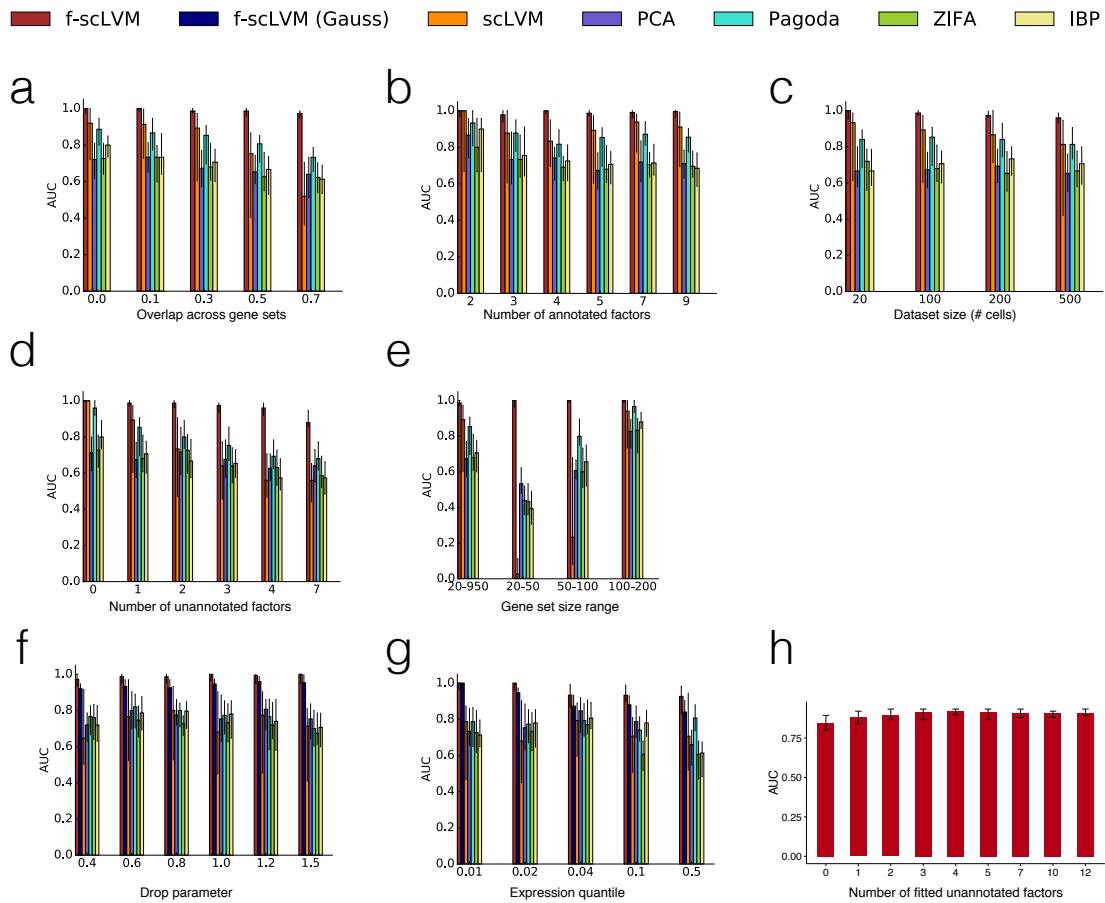 f-scLVM f-scLVM (Gauss) scLVM PCA Pagoda ZIFA IBP
a
1.0
0.8
0.6
0.4
0.2
0.0
AUC
0.0 0.1 0.3 0.5 0.7
Overlap across gene sets
b
1.0
0.8
0.6
0.4
0.2
0.0
AUC
2 3 4 5 7 9
Number of annotated factors
c
1.0
0.8
0.6
0.4
0.2
0.0
AUC
20 100 200 500
Dataset size (# cells)
d
1.0
0.8
0.6
0.4
0.2
0.0
AUC
0 1 2 3 4 7
Number of unannotated factors
e
1.0
0.8
0.6
0.4
0.2
0.0
AUC
20-950 20-50 50-100 100-200
Gene set size range
f
1.0
0.8
0.6
0.4
0.2
0.0
AUC
0.4 0.6 0.8 1.0 1.2 1.5
Drop parameter
g
1.0
0.8
0.6
0.4
0.2
0.0
AUC
0.01 0.02 0.04 0.1 0.5
Expression quantile
h
0.75
0.50
0.25
0.00
AUC
0 1 2 3 4 5 7 10 12
Number of fitted unannotated factors